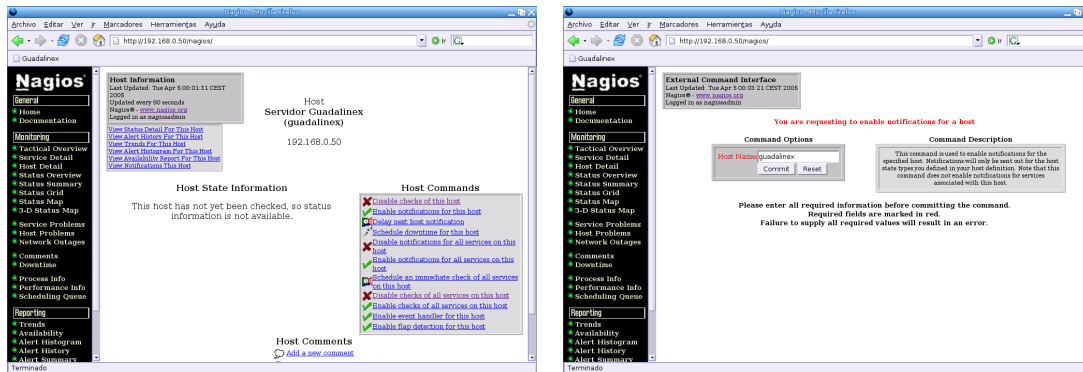 Nagios - Mozilla Firefox
Archivo Editar Ver Ir Marcadores Herramientas Ayuda
http://192.168.0.50/nagios/
Ir
Guadalinex
Nagios®
General
Home
Documentation
Monitoring
Tactical Overview
Service Detail
Host Detail
Status Overview
Status Summary
Status Grid
Status Map
3-D Status Map
Service Problems
Host Problems
Network Outages
Comments
Downtime
Process Info
Performance Info
Scheduling Queue
Reporting
Trends
Availability
Alert Histogram
Alert History
Alert Summary
Host Information
Last Updated: Tue Apr 5 00:01:31 CEST
2005
Updated every 90 seconds
Nagios® - www.nagios.org
Logged in as nagiosadmin
View Status Detail For This Host
View Alert History For This Host
View Trends For This Host
View Alert Histogram For This Host
View Availability Report For This Host
View Notifications This Host
Host
Servidor Guadalinex
(guadalinex)
192.168.0.50
Host State Information
This host has not yet been checked, so status
information is not available.
Host Commands
Disable checks of this host
Enable notifications for this host
Delay next host notification
Schedule downtime for this host
Disable notifications for all services on this
host
Enable notifications for all services on this
host
Schedule an immediate check of all services
on this host
Disable checks of all services on this host
Enable checks of all services on this host
Enable event handler for this host
Enable flap detection for this host
Host Comments
Add a new comment
Terminado
Nagios - Mozilla Firefox
Archivo Editar Ver Ir Marcadores Herramientas Ayuda
http://192.168.0.50/nagios/
Ir
Guadalinex
Nagios®
General
Home
Documentation
Monitoring
Tactical Overview
Service Detail
Host Detail
Status Overview
Status Summary
Status Grid
Status Map
3-D Status Map
Service Problems
Host Problems
Network Outages
Comments
Downtime
Process Info
Performance Info
Scheduling Queue
Reporting
Trends
Availability
Alert Histogram
Alert History
Alert Summary
External Command Interface
Last Updated: Tue Apr 5 00:03:21 CEST 2005
Nagios® - www.nagios.org
Logged in as nagiosadmin
You are requesting to enable notifications for a host
Command Options
Host Name: guadalinex
Commit Reset
Command Description
This command is used to enable notifications for the
specified host. Notifications will only be sent out for the host
state types you defined in your host definition. Note that this
command does not enable notifications for services
associated with this host.
Please enter all required information before committing the command.
Required fields are marked in red.
Failure to supply all required values will result in an error.
Terminado